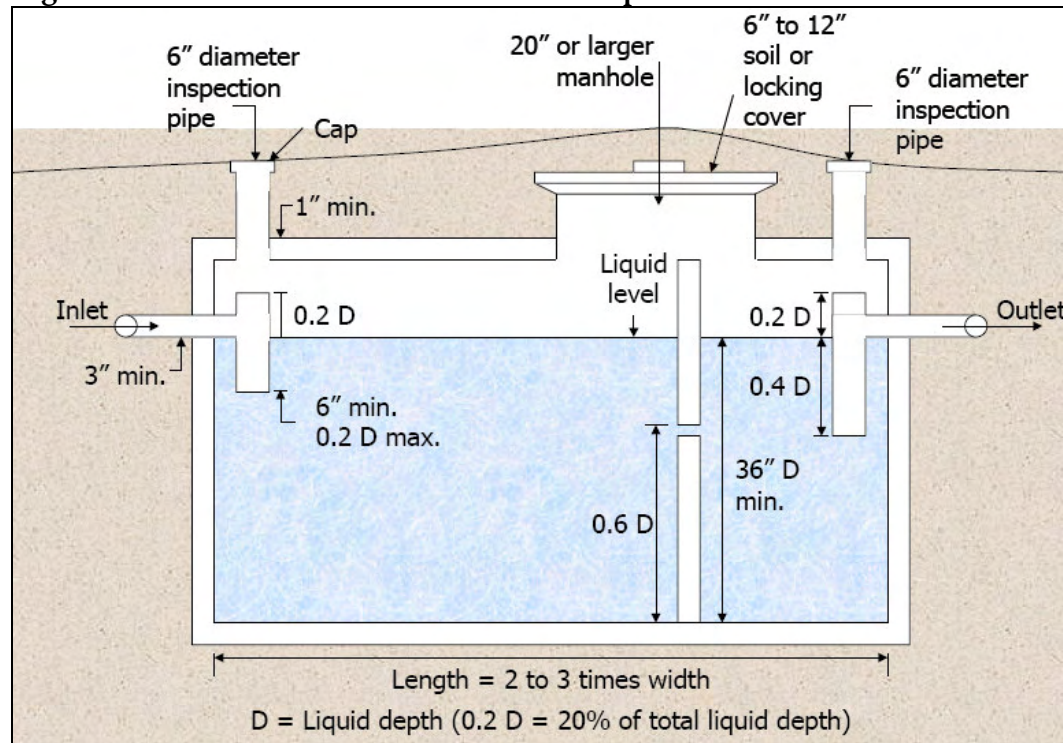 6” diameter
inspection
pipe
Cap
20” or larger
manhole
6” to 12”
soil or
locking
cover
6” diameter
inspection
pipe
1” min.
Liquid
level
Inlet
0.2 D
0.2 D
Outlet
3” min.
6” min.
0.2 D max.
0.4 D
36” D
min.
0.6 D
Length = 2 to 3 times width
D = Liquid depth (0.2 D = 20% of total liquid depth)